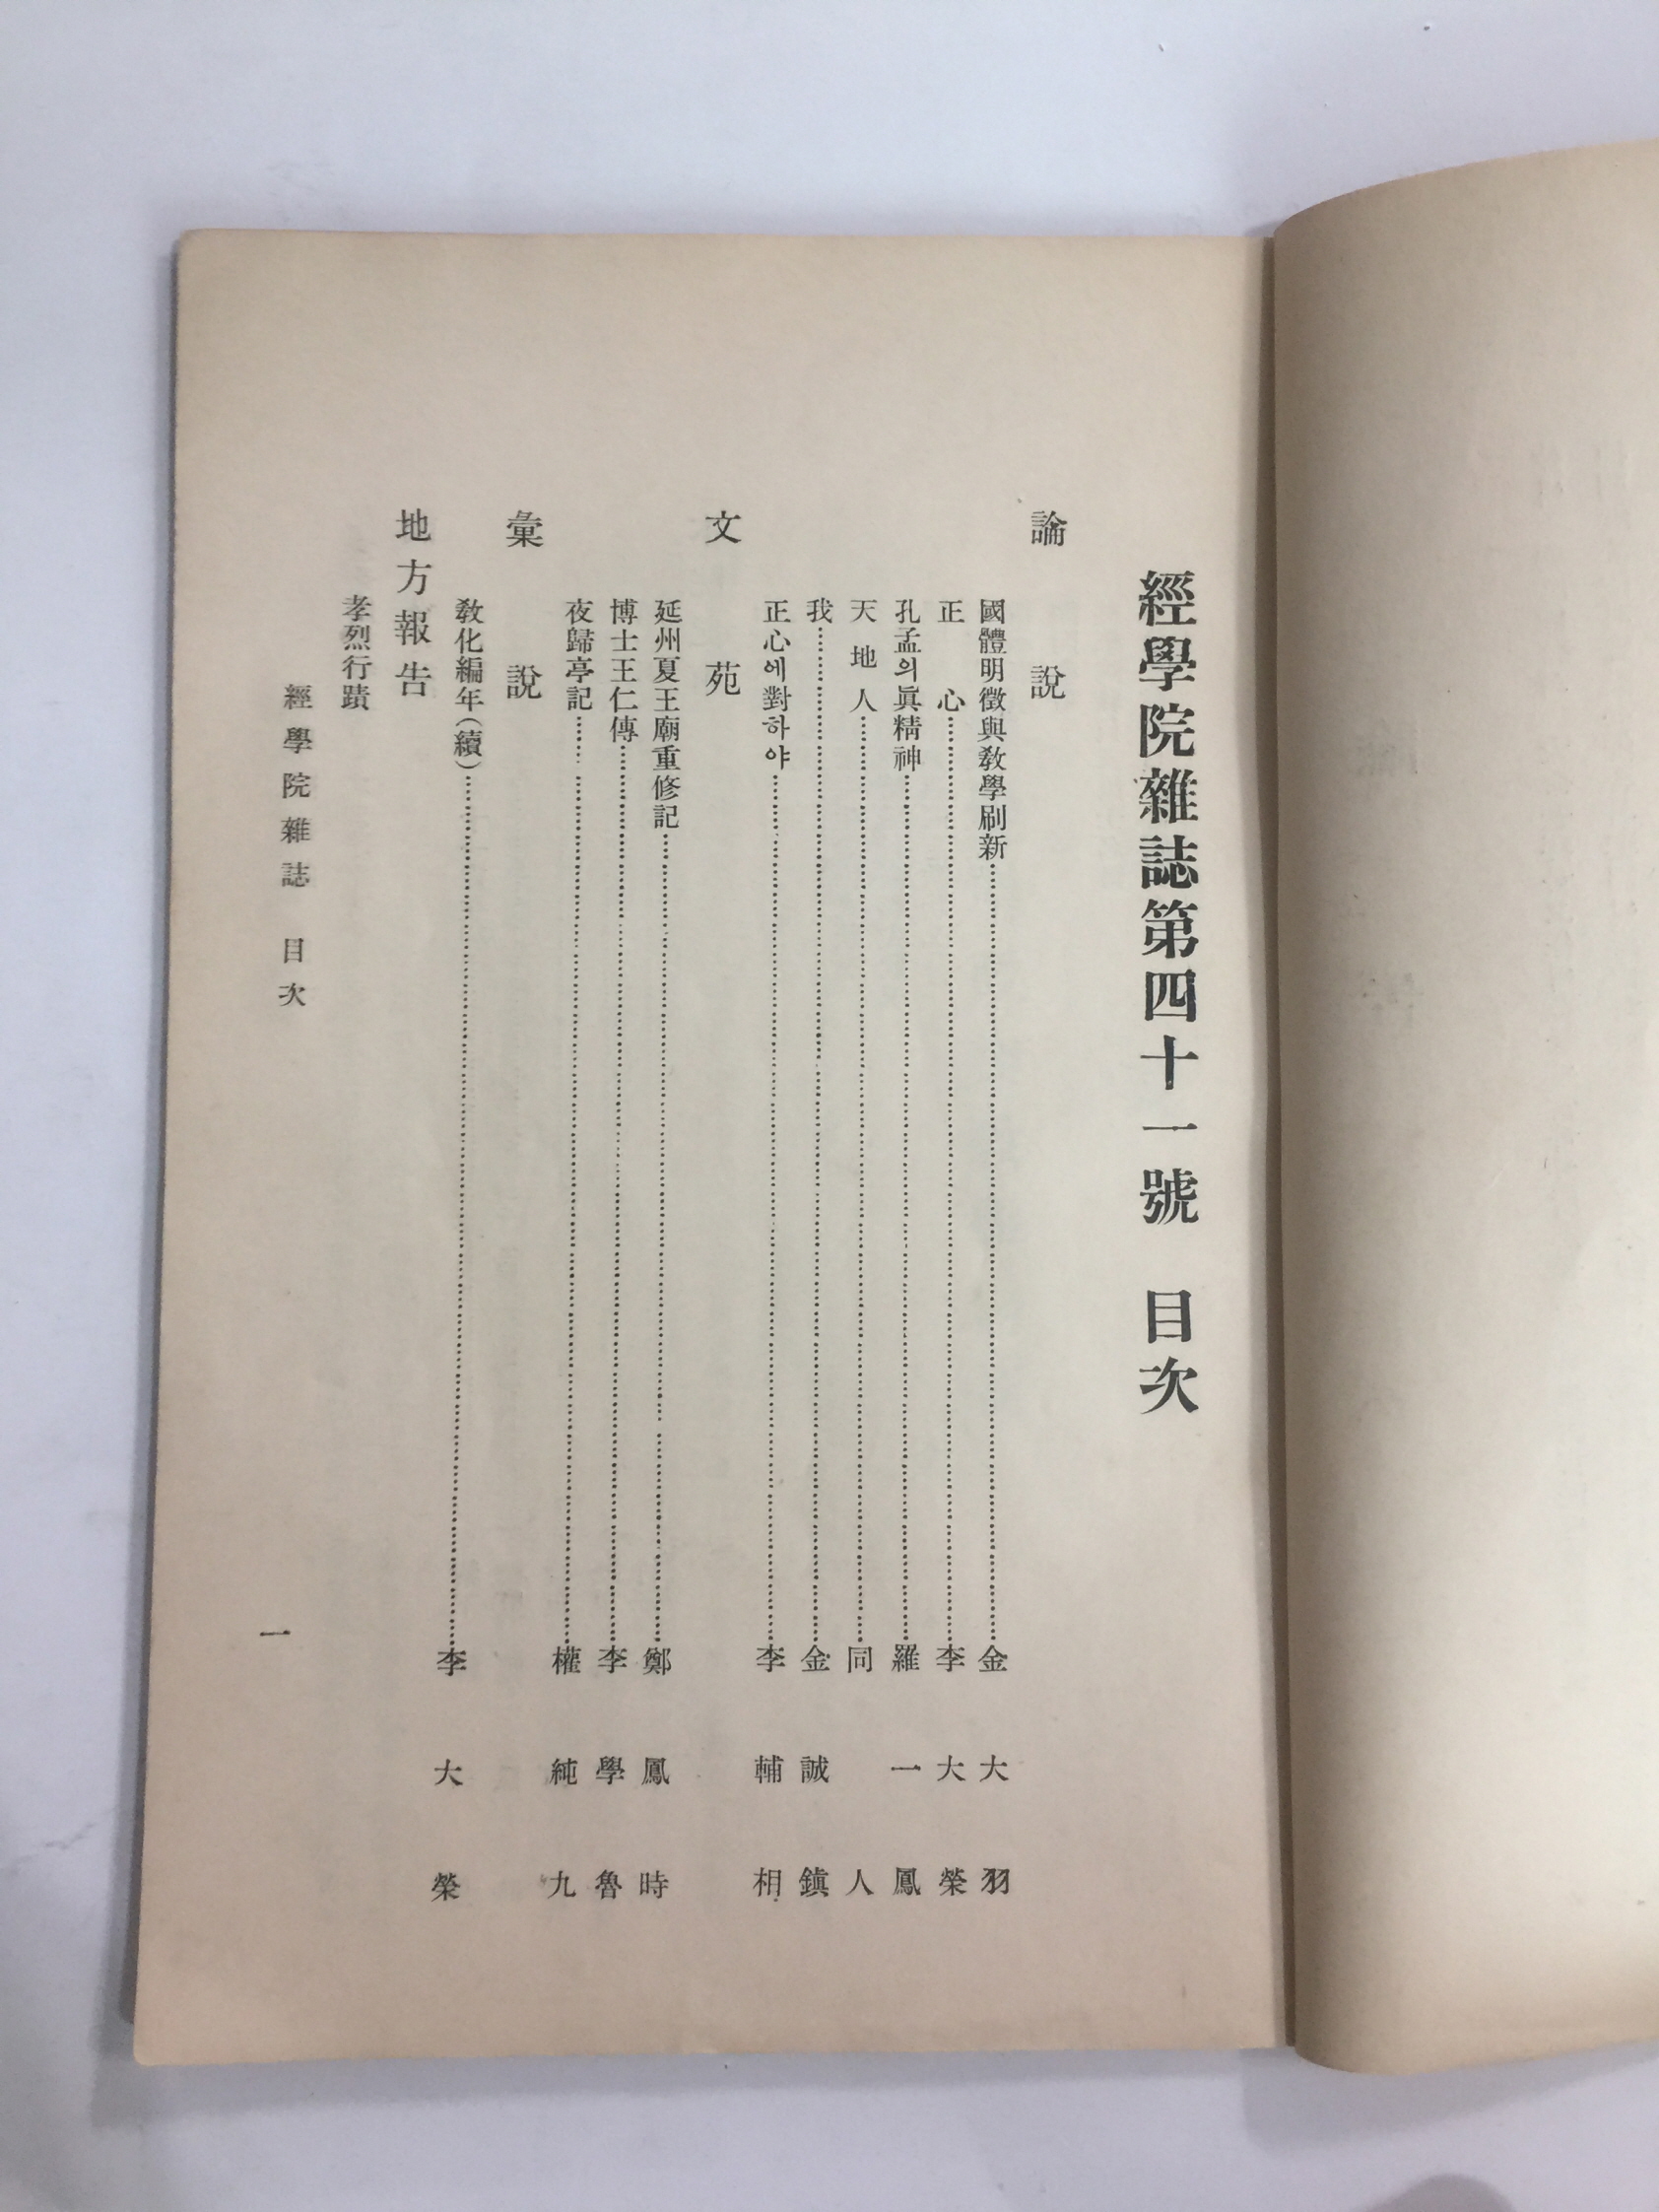 經學院雜誌第四十一號 目次
論說
國體明徵與敎學刷新……金大羽
正心……李大榮
孔孟의眞精神……羅一鳳
天地人……同人
我……金誠鎭
正心에對하야……李輔相
文苑
延州夏王廟重修記……鄭鳳時
博士王仁傳……李學魯
夜歸亭記……權純九
彙說
敎化編年(續)……李大榮
地方報告
孝烈行蹟
經學院雜誌 目次
一